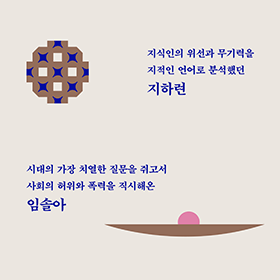 지식인의 위선과 무기력을
지적인 언어로 분석했던
지하련
시대의 가장 치열한 질문을 쥐고서
사회의 허위와 폭력을 직시해온
임솔아